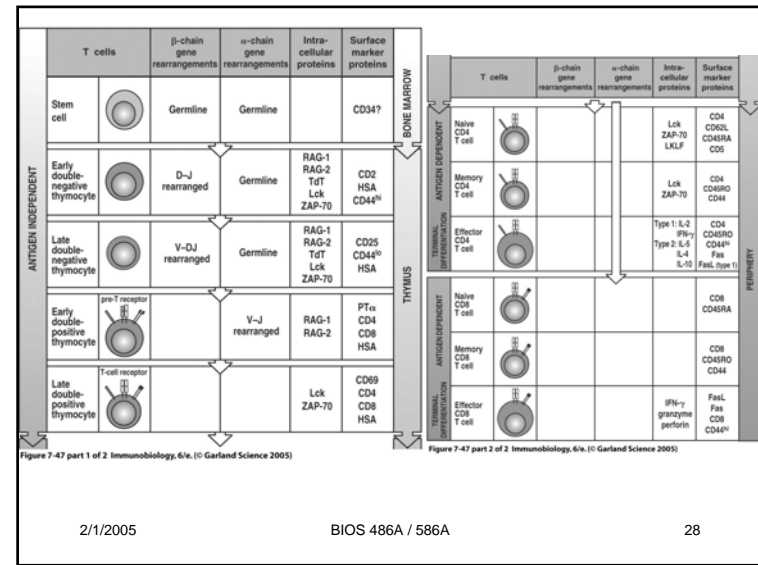 T cells
β-chain gene rearrangements
α-chain gene rearrangements
Intra-cellular proteins
Surface marker proteins
ANTIGEN INDEPENDENT
BONE MARROW
THYMUS
Stem cell
Germline
Germline
CD34?
Early double-negative thymocyte
D–J rearranged
Germline
RAG-1
RAG-2
TdT
Lck
ZAP-70
CD2
HSA
CD44hi
Late double-negative thymocyte
V–DJ rearranged
Germline
RAG-1
RAG-2
TdT
Lck
ZAP-70
CD25
CD44lo
HSA
Early double-positive thymocyte
pre-T receptor
V–J rearranged
RAG-1
RAG-2
PTα
CD4
CD8
HSA
Late double-positive thymocyte
T-cell receptor
Lck
ZAP-70
CD69
CD4
CD8
HSA
Figure 7-47 part 1 of 2 Immunobiology, 6/e. (© Garland Science 2005)
T cells
β-chain gene rearrangements
α-chain gene rearrangements
Intra-cellular proteins
Surface marker proteins
ANTIGEN DEPENDENT
TERMINAL DIFFERENTIATION
ANTIGEN DEPENDENT
TERMINAL DIFFERENTIATION
PERIPHERY
Naive CD4 T cell
Lck
ZAP-70
LKLF
CD4
CD62L
CD45RA
CD5
Memory CD4 T cell
Lck
ZAP-70
CD4
CD45RO
CD44
Effector CD4 T cell
Type 1: IL-2
IFN-γ
Type 2: IL-5
IL-4
IL-10
CD4
CD45RO
CD44hi
Fas
FasL (type 1)
Naive CD8 T cell
CD8
CD45RA
Memory CD8 T cell
CD8
CD45RO
CD44
Effector CD8 T cell
IFN-γ
granzyme
perforin
FasL
Fas
CD8
CD44hi
Figure 7-47 part 2 of 2 Immunobiology, 6/e. (© Garland Science 2005)
2/1/2005
BIOS 486A / 586A
28